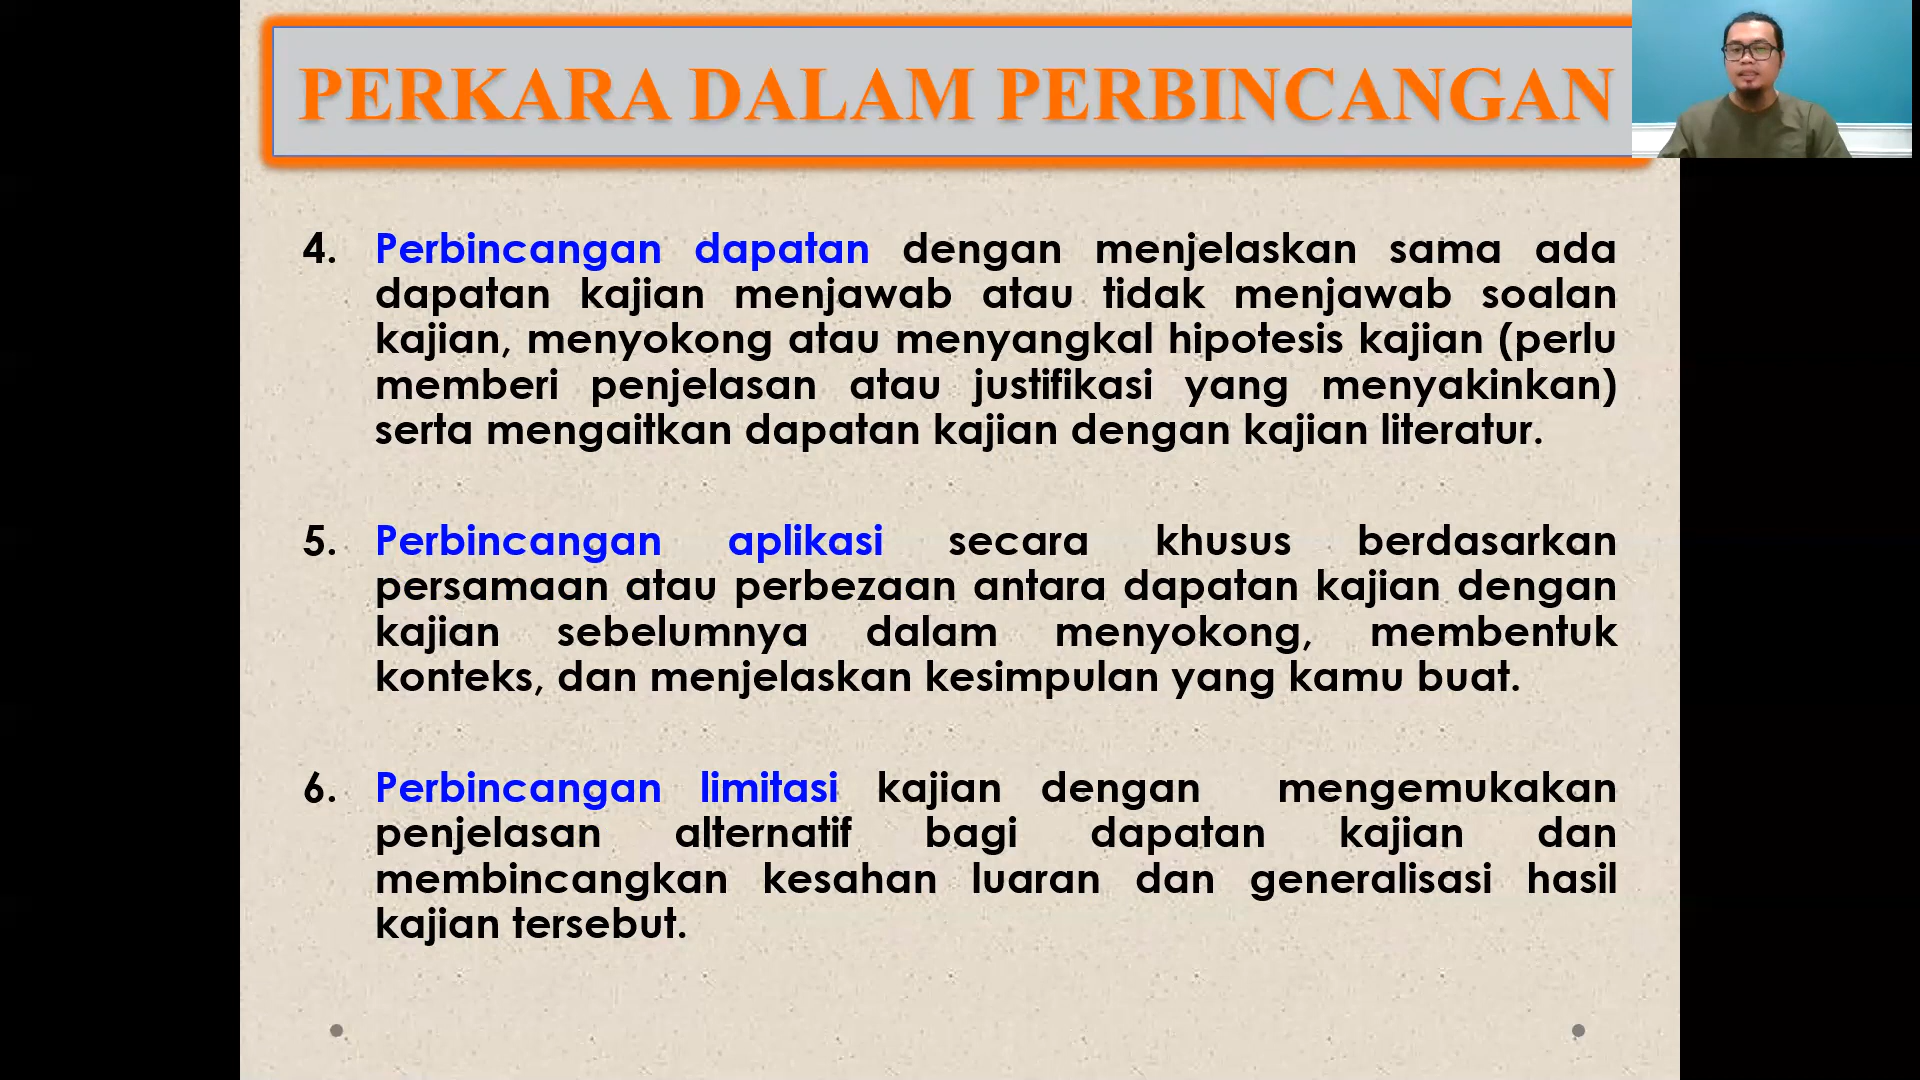 PERKARA DALAM PERBINCANGAN
4. Perbincangan dapatan dengan menjelaskan sama ada
dapatan kajian menjawab atau tidak menjawab soalan
kajian, menyokong atau menyangkal hipotesis kajian (perlu
memberi penjelasan atau justifikasi yang menyakinkan)
serta mengaitkan dapatan kajian dengan kajian literatur.
5. Perbincangan aplikasi secara khusus berdasarkan
persamaan atau perbezaan antara dapatan kajian dengan
kajian sebelumnya dalam menyokong, membentuk
konteks, dan menjelaskan kesimpulan yang kamu buat.
6. Perbincangan limitasi kajian dengan mengemukakan
penjelasan alternatif bagi dapatan kajian dan
membincangkan kesahan luaran dan generalisasi hasil
kajian tersebut.